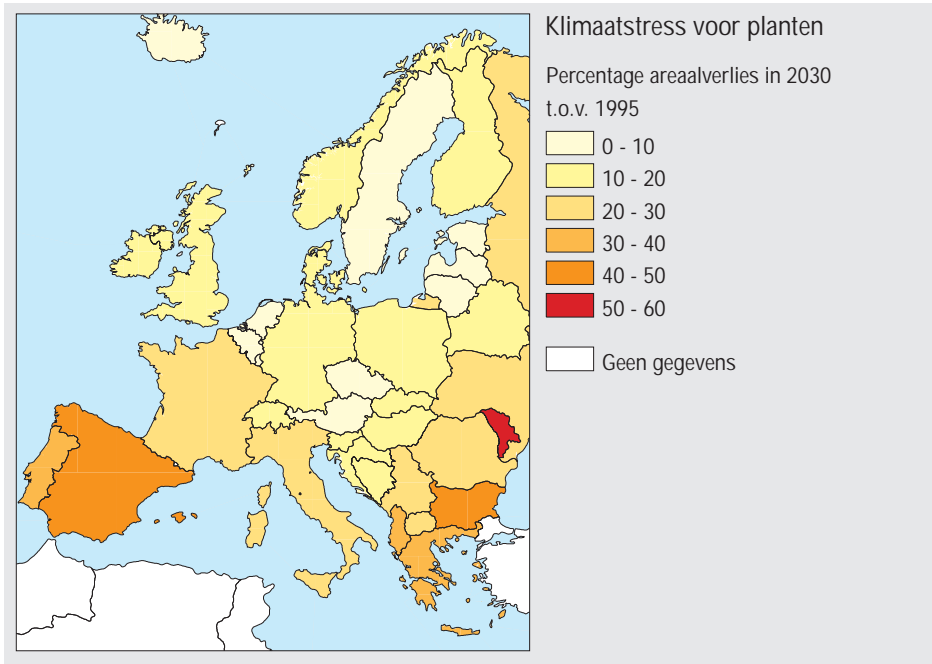 Klimaatstress voor planten
Percentage areaalverlies in 2030
t.o.v. 1995
0 - 10
10 - 20
20 - 30
30 - 40
40 - 50
50 - 60
Geen gegevens